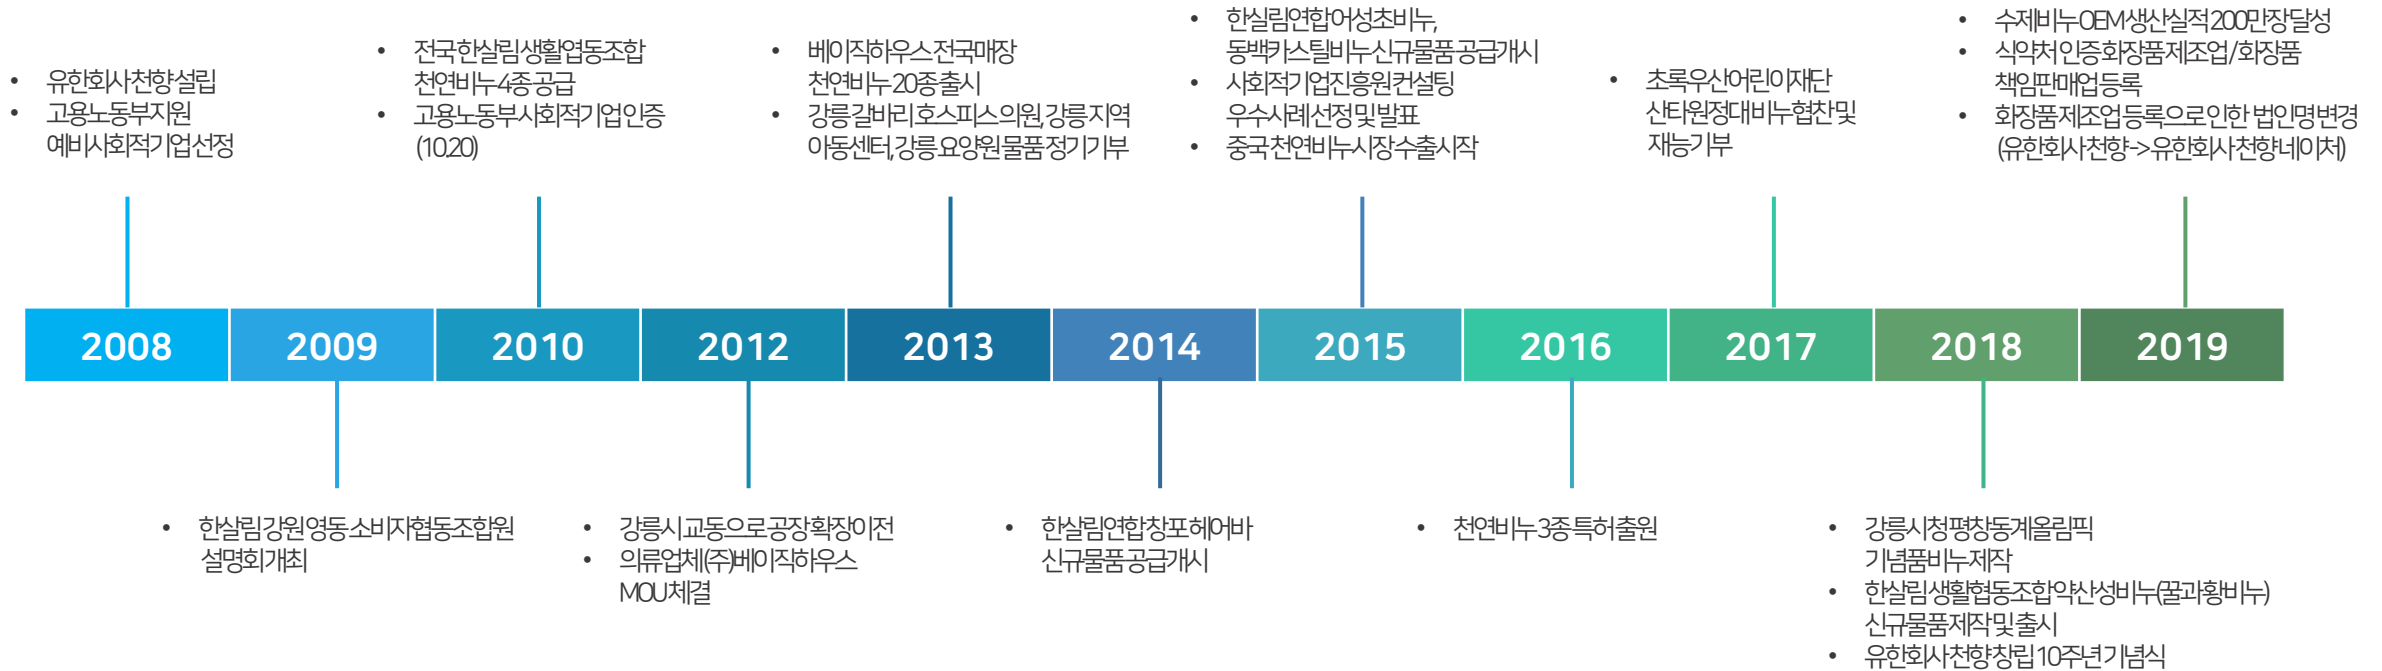 • 유한회사 천향 설립
• 고용노동부지원
예비사회적기업 선정
• 전국 한살림 생활엽동조합
천연비누 4종 공급
• 고용노동부 사회적기업 인증
(10.20)
• 베이직하우스 전국매장
천연비누 20종 출시
• 강릉 갈바리 호스피스 의원, 강릉 지역
아동센터, 강릉 요양원 물품 정기 기부
• 한실림연합 어성초비누,
동백카스틸비누 신규물품 공급개시
• 사회적기업진흥원 컨설팅
우수사례 선정 및 발표
• 중국 천연비누 시장 수출 시작
• 초록우산 어린이 재단
산타원정대 비누 협찬 및
재능기부
• 수제비누 OEM 생산실적 200만장 달성
• 식약처 인증 화장품 제조업 / 화장품
책임판매업 등록
• 화장품 제조업 등록으로 인한 법인명 변경
(유한회사 천향 -> 유한회사 천향네이처)
2008
2009
2010
2012
2013
2014
2015
2016
2017
2018
2019
• 한살림 강원 영동 소비자협동조합원
설명회 개최
• 강릉시 교동으로 공장 확장이전
• 의류업체 (주)베이직하우스
MOU 체결
• 한살림연합 창포 헤어바
신규물품 공급개시
• 천연비누 3종 특허 출원
• 강릉시청 평창동계올림픽
기념품비누 제작
• 한살림 생활협동조합 약산성비누(꿀과황비누)
신규물품 제작 및 출시
• 유한회사 천향 창립 10주년 기념식